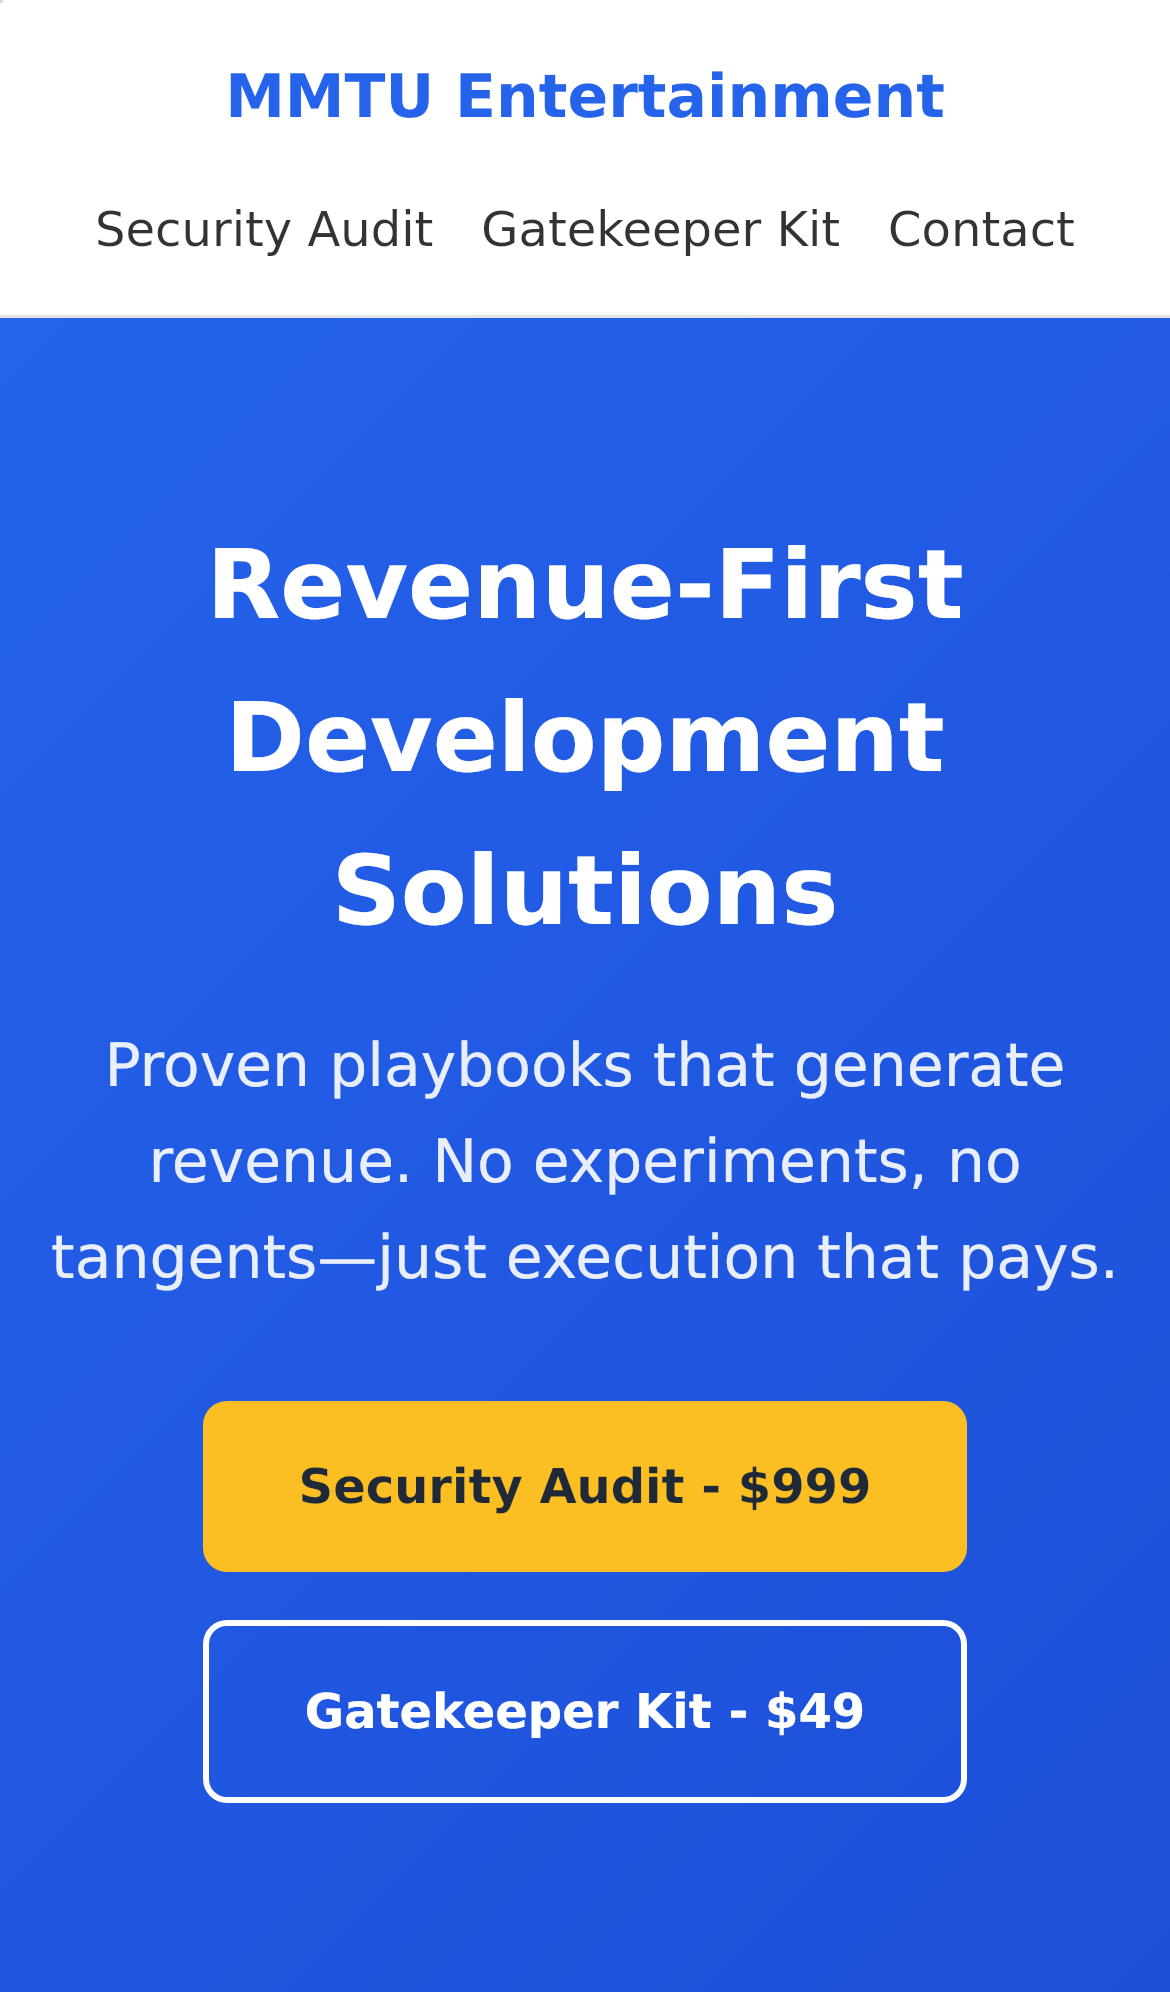 MMTU Entertainment
Security Audit Gatekeeper Kit Contact
Revenue-First
Development
Solutions
Proven playbooks that generate
revenue. No experiments, no
tangents—just execution that pays.
Security Audit - $999
Gatekeeper Kit - $49